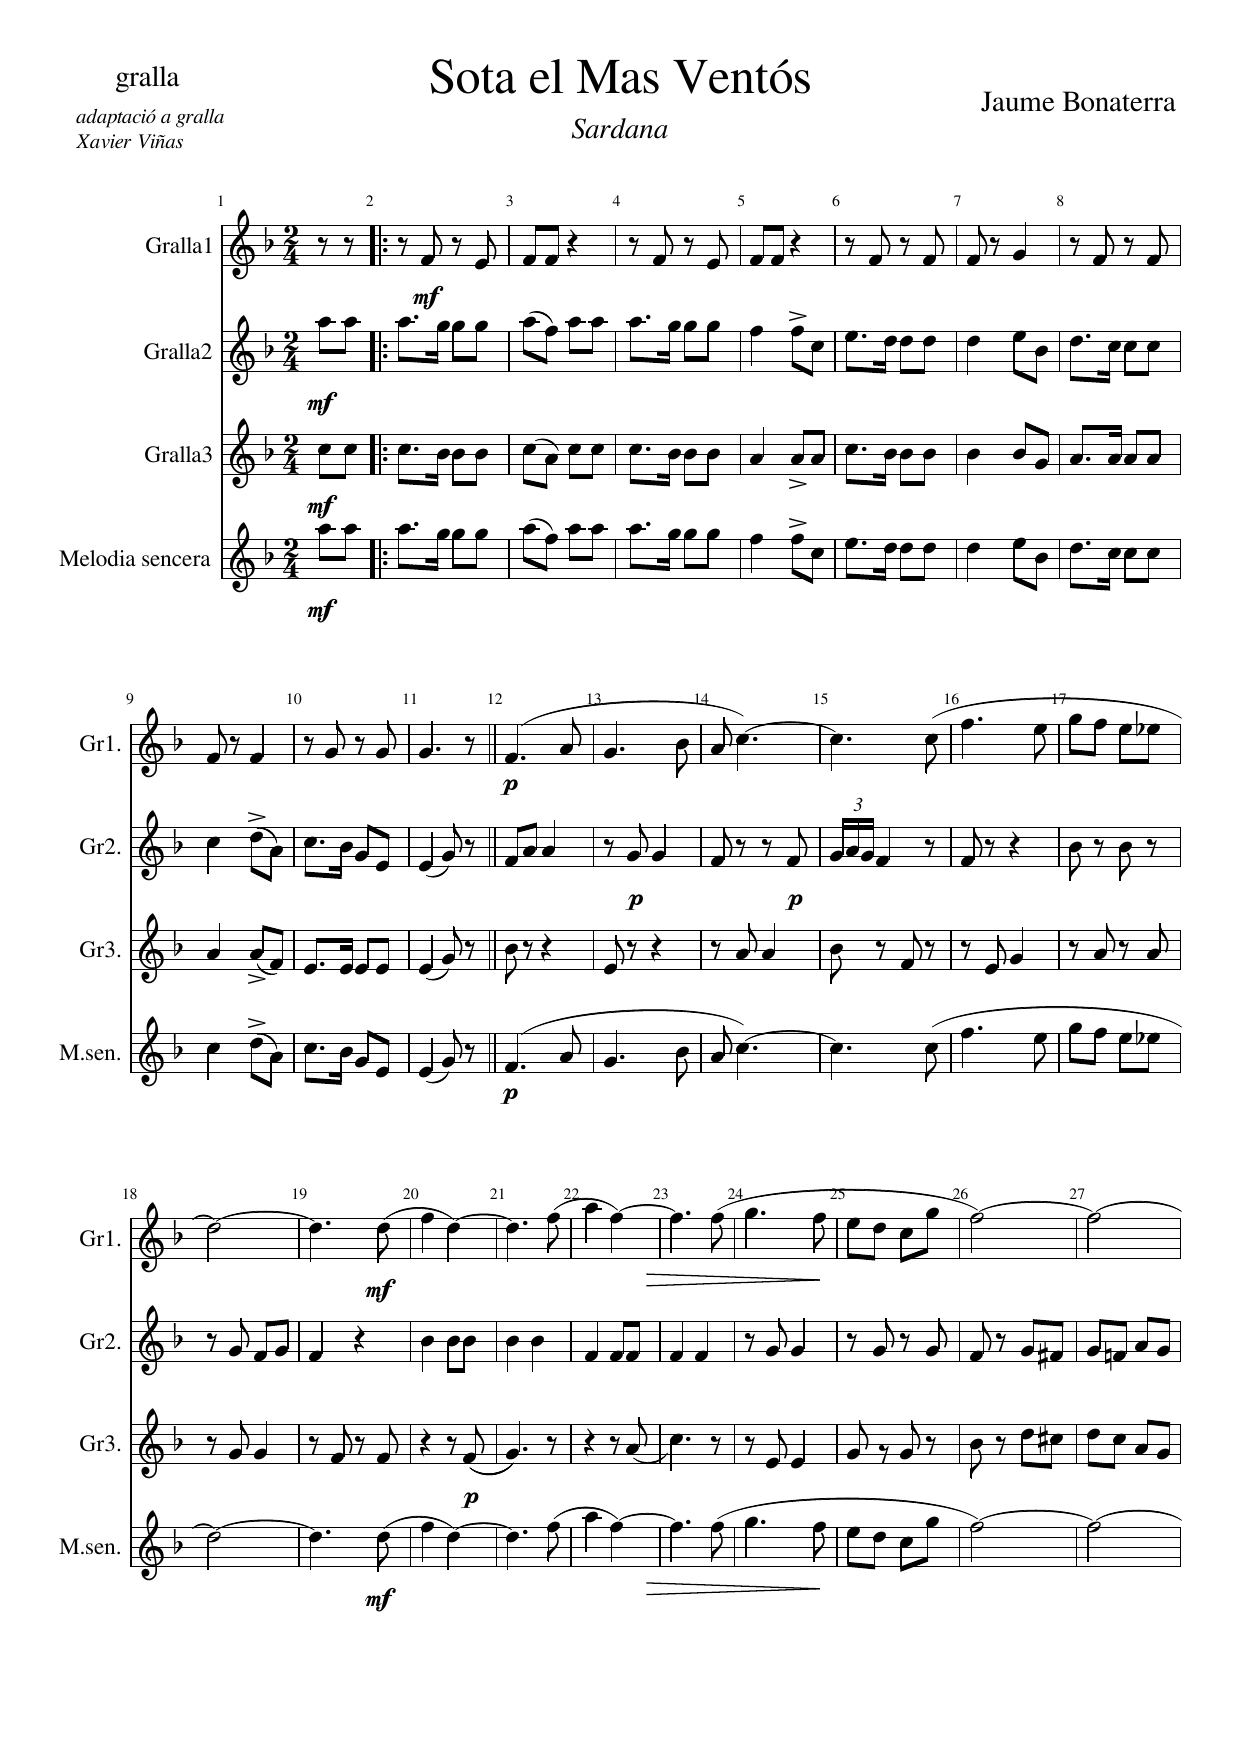 gralla
Sota el Mas Ventós
Jaume Bonaterra
adaptació a gralla
Xavier Viñas
Sardana
1 2 3 4 5 6 7 8
Gralla1
mf
Gralla2
mf
Gralla3
mf
Melodia sencera
mf
9 10 11 12 13 14 15 16 17
Gr1.
p
3
Gr2.
p p
Gr3.
M.sen.
p
18 19 20 21 22 23 24 25 26 27
Gr1.
mf
Gr2.
Gr3.
p
M.sen.
mf